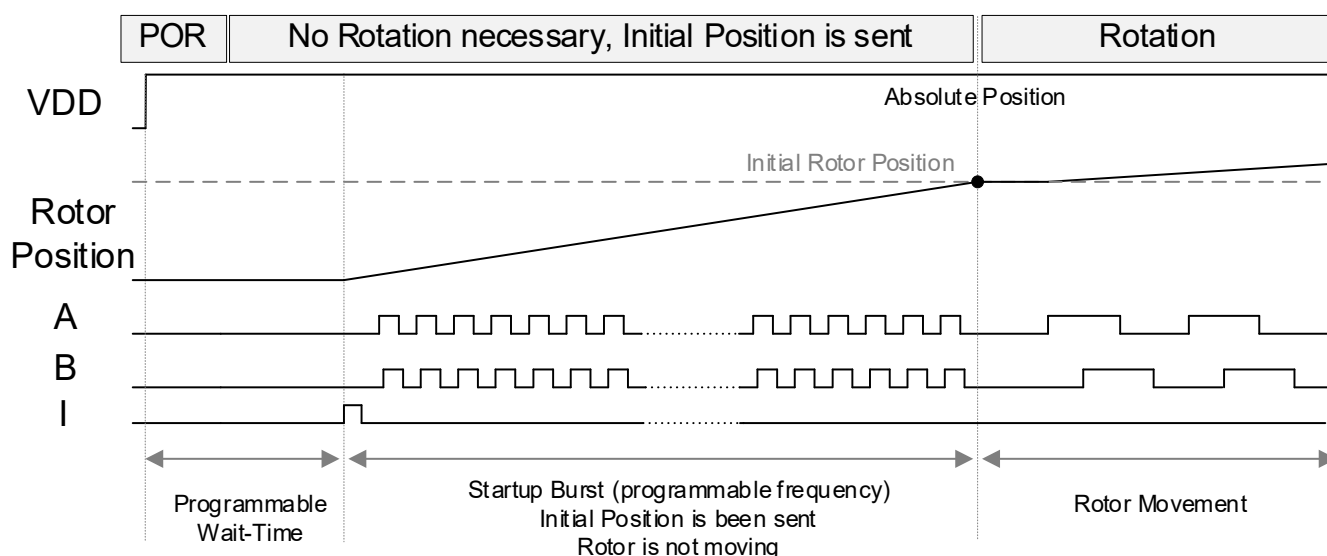 POR
No Rotation necessary, Initial Position is sent
Rotation
VDD
Absolute Position
Initial Rotor Position
Rotor
Position
A
B
I
Programmable
Wait-Time
Startup Burst (programmable frequency)
Initial Position is been sent
Rotor is not moving
Rotor Movement